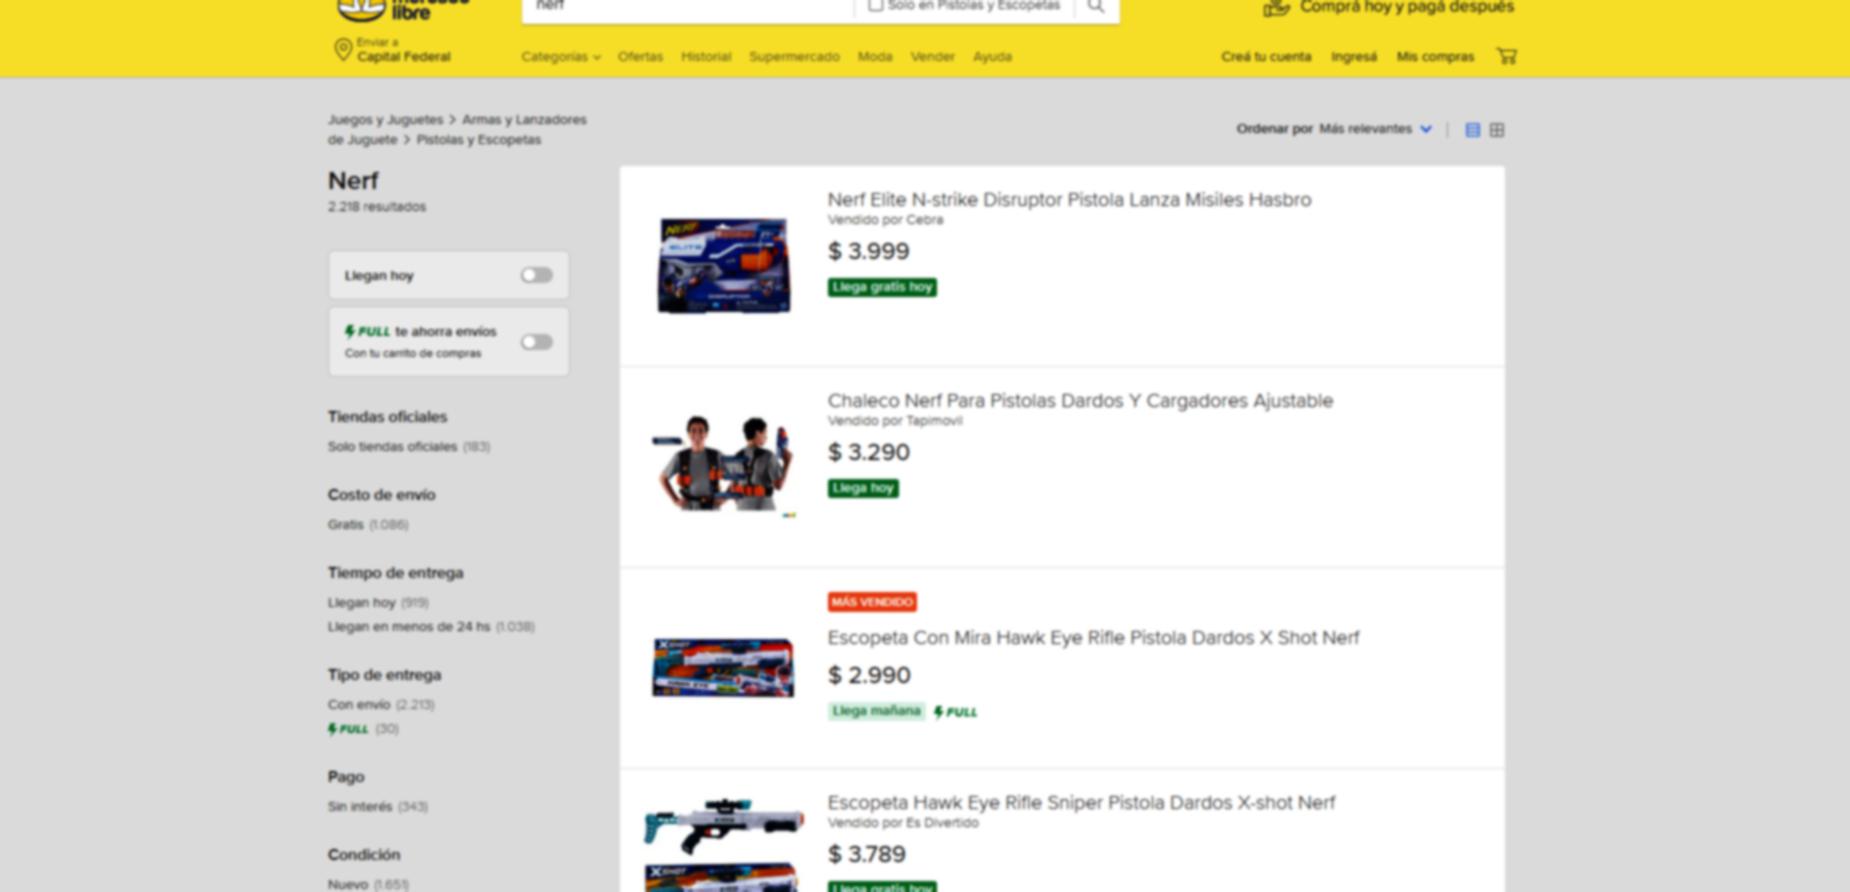 mercado
libre
nerf
Solo en Pistolas y Escopetas
Comprá hoy y pagá después
Enviar a
Capital Federal
Categorías
Ofertas
Historial
Supermercado
Moda
Vender
Ayuda
Creá tu cuenta
Ingresá
Mis compras
Juegos y Juguetes > Armas y Lanzadores
de Juguete > Pistolas y Escopetas
Ordenar por Más relevantes
Nerf
2.218 resultados
Llegan hoy
FULL te ahorra envíos
Con tu carrito de compras
Tiendas oficiales
Solo tiendas oficiales (183)
Costo de envío
Gratis (1.086)
Tiempo de entrega
Llegan hoy (919)
Llegan en menos de 24 hs (1.038)
Tipo de entrega
Con envío (2.213)
FULL (30)
Pago
Sin interés (343)
Condición
Nuevo (1.651)
Nerf Elite N-strike Disruptor Pistola Lanza Misiles Hasbro
Vendido por Cebra
$ 3.999
Llega gratis hoy
NERF
ELITE
Chaleco Nerf Para Pistolas Dardos Y Cargadores Ajustable
Vendido por Tapimovil
$ 3.290
Llega hoy
MÁS VENDIDO
Escopeta Con Mira Hawk Eye Rifle Pistola Dardos X Shot Nerf
$ 2.990
Llega mañana FULL
X SHOT
HAWK EYE
Escopeta Hawk Eye Rifle Sniper Pistola Dardos X-shot Nerf
Vendido por Es Divertido
$ 3.789
Llega gratis hoy
X SHOT